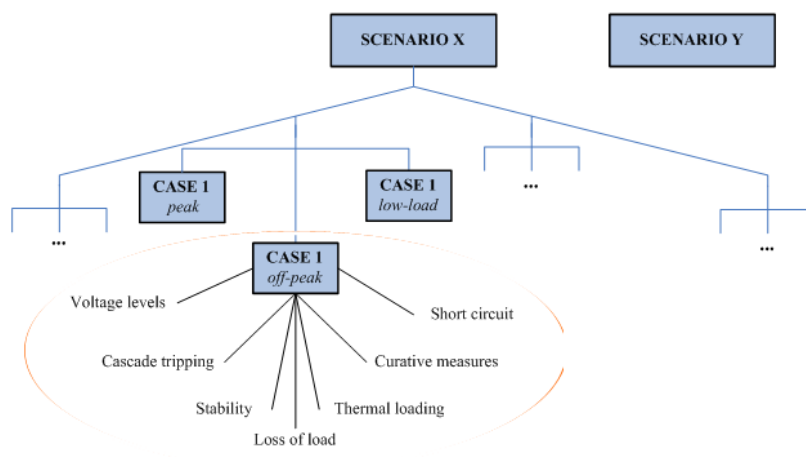 SCENARIO X
SCENARIO Y
CASE 1
peak
CASE 1
low-load
...
...
...
CASE 1
off-peak
Voltage levels
Short circuit
Cascade tripping
Curative measures
Stability
Thermal loading
Loss of load